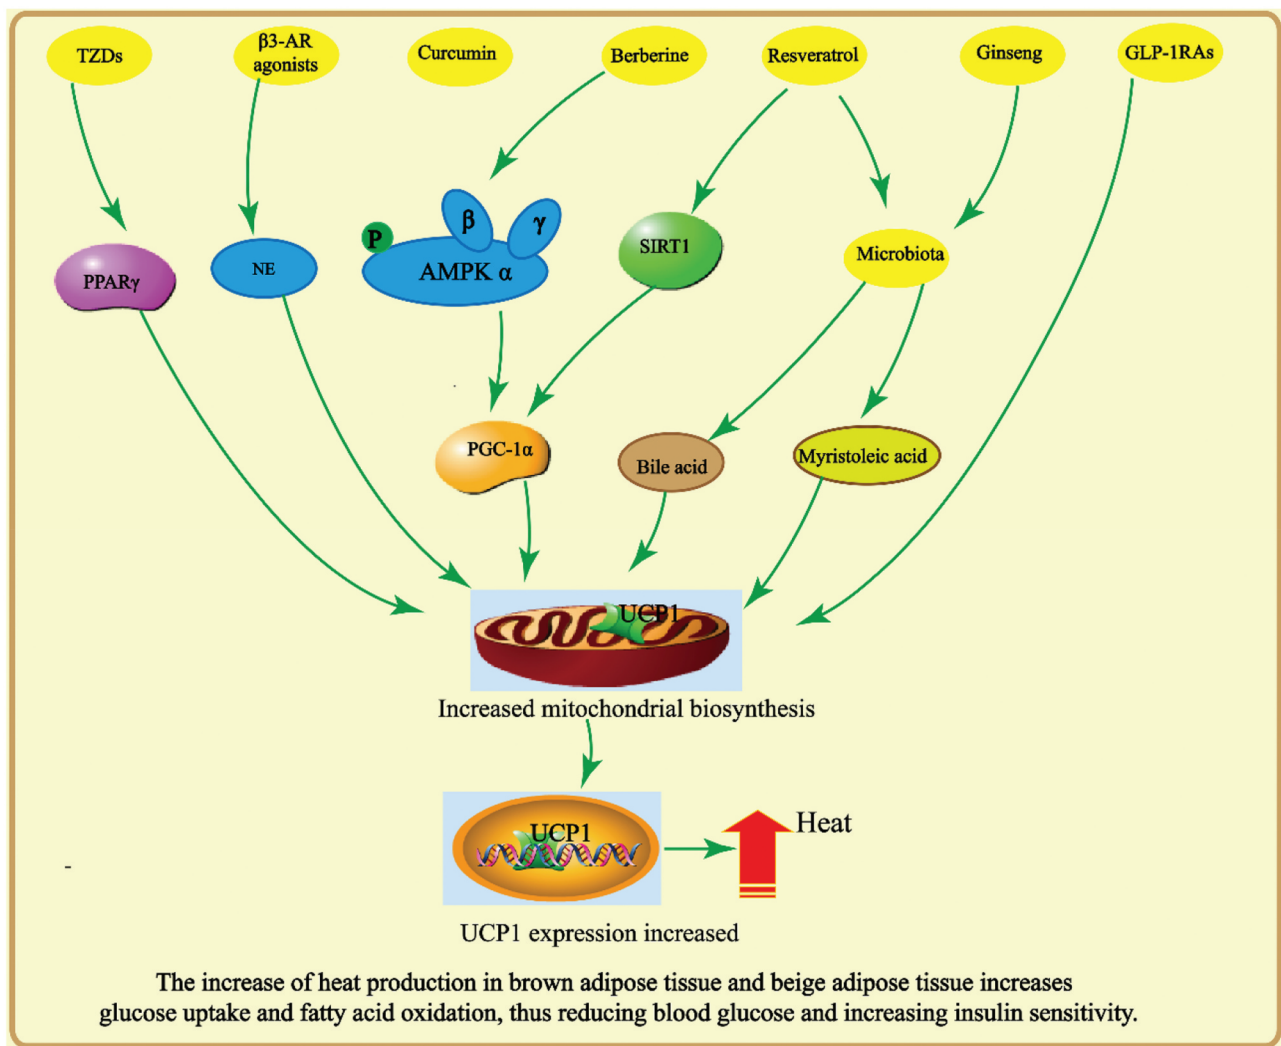 TZDs
β3-AR
agonists
Curcumin
Berberine
Resveratrol
Ginseng
GLP-1RAs
PPARγ
NE
P
β
γ
AMPK α
SIRT1
Microbiota
PGC-1α
Bile acid
Myristoleic acid
UCP1
Increased mitochondrial biosynthesis
UCP1
Heat
UCP1 expression increased
The increase of heat production in brown adipose tissue and beige adipose tissue increases
glucose uptake and fatty acid oxidation, thus reducing blood glucose and increasing insulin sensitivity.